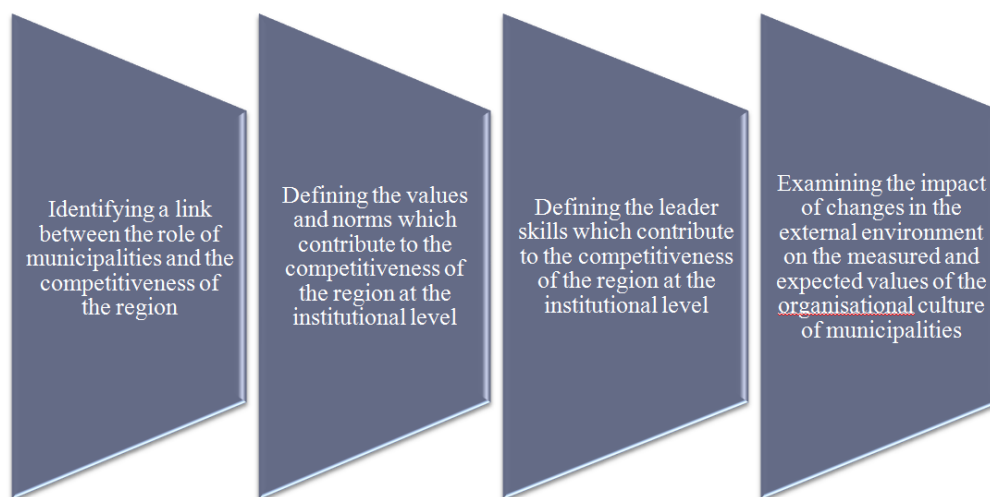 Identifying a link
between the role of
municipalities and the
competitiveness of
the region
Defining the values
and norms which
contribute to the
competitiveness of
the region at the
institutional level
Defining the leader
skills which contribute
to the competitiveness
of the region at the
institutional level
Examining the impact
of changes in the
external environment
on the measured and
expected values of the
organisational culture
of municipalities